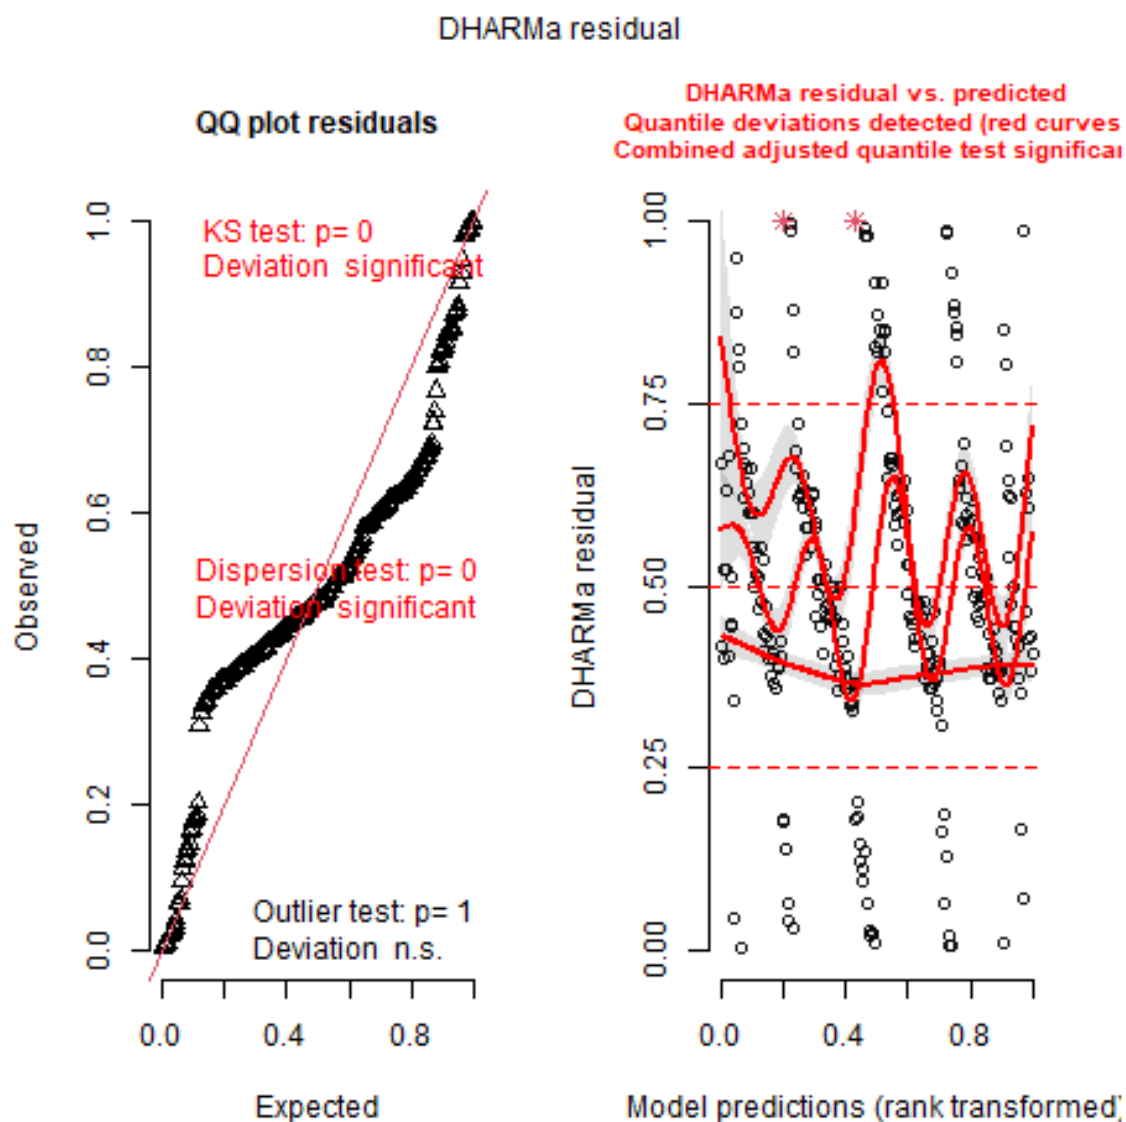 DHARMa residual
QQ plot residuals
KS test: p= 0
Deviation significant
Dispersion test: p= 0
Deviation significant
Outlier test: p= 1
Deviation n.s.
Observed
0.0
0.2
0.4
0.6
0.8
1.0
0.0
0.4
0.8
Expected
DHARMa residual vs. predicted
Quantile deviations detected (red curves
Combined adjusted quantile test significan
DHARMa residual
0.00
0.25
0.50
0.75
1.00
0.0
0.4
0.8
Model predictions (rank transformed)